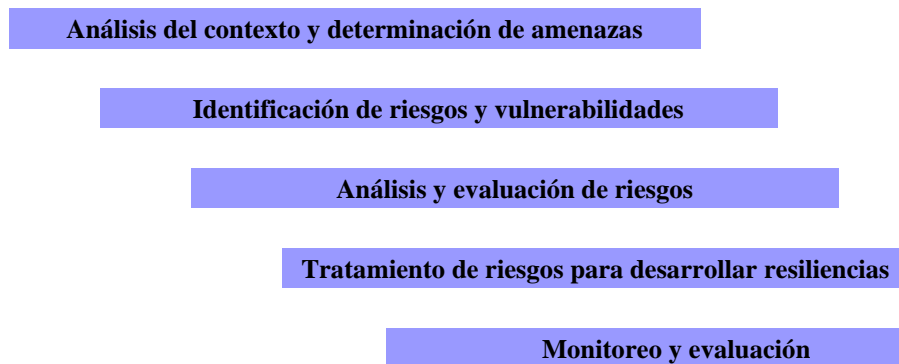 Análisis del contexto y determinación de amenazas
Identificación de riesgos y vulnerabilidades
Análisis y evaluación de riesgos
Tratamiento de riesgos para desarrollar resiliencias
Monitoreo y evaluación